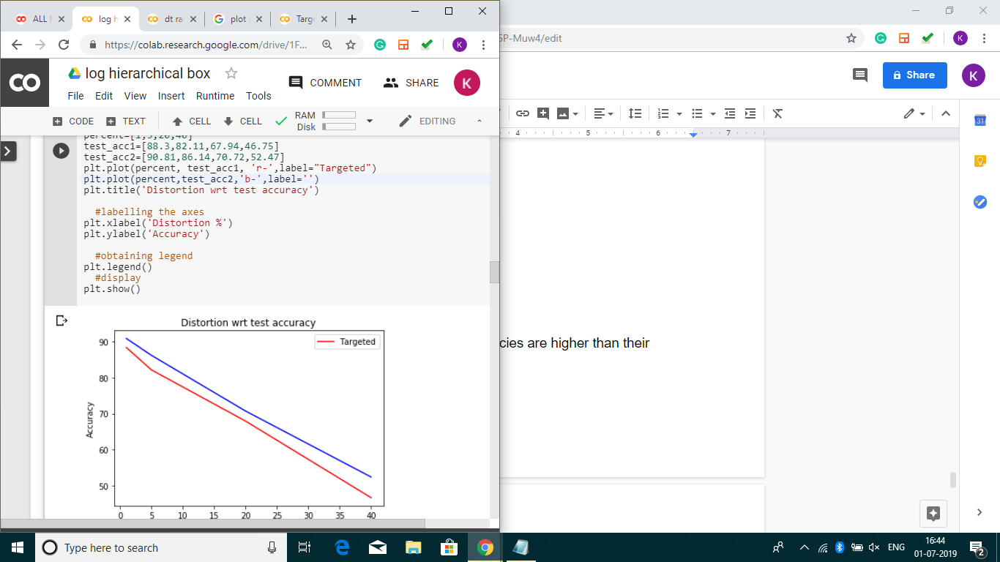 ALL
log h
dt ra
plot
Targe
https://colab.research.google.com/drive/1F...
K
5P-Muw4/edit
K
CO
log hierarchical box
COMMENT
SHARE
K
Share
K
File Edit View Insert Runtime Tools
CODE TEXT CELL CELL RAM Disk EDITING
4 5 6 7
31
percent=[1,5,20,40]
test_acc1=[88.3,82.11,67.94,46.75]
test_acc2=[90.81,86.14,70.72,52.47]
plt.plot(percent, test_acc1, 'r-',label="Targeted")
plt.plot(percent,test_acc2,'b-',label='')
plt.title('Distortion wrt test accuracy')
#labelling the axes
plt.xlabel('Distortion %')
plt.ylabel('Accuracy')
#obtaining legend
plt.legend()
#display
plt.show()
Distortion wrt test accuracy
Targeted
90
80
70
60
50
Accuracy
0 5 10 15 20 25 30 35 40
cies are higher than their
Type here to search
ENG
16:44
01-07-2019
2